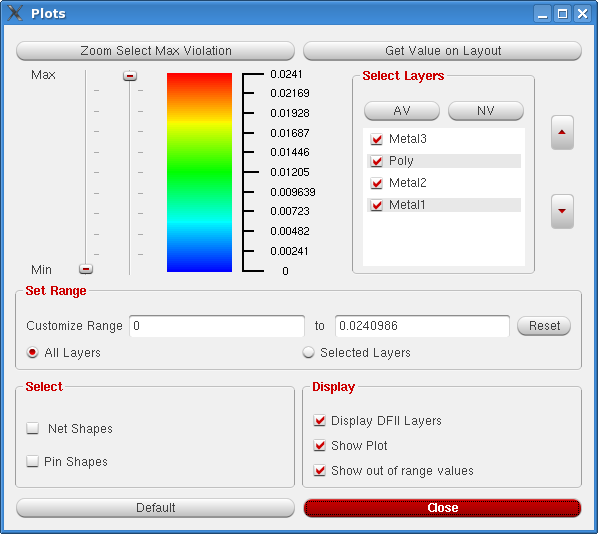 Plots
Zoom Select Max Violation
Get Value on Layout
Max
0.0241
0.02169
0.01928
0.01687
0.01446
0.01205
0.009639
0.00723
0.00482
0.00241
0
Min
Select Layers
AV
NV
Metal3
Poly
Metal2
Metal1
Set Range
Customize Range 0 to 0.0240986 Reset
All Layers
Selected Layers
Select
Net Shapes
Pin Shapes
Display
Display DFII Layers
Show Plot
Show out of range values
Default
Close